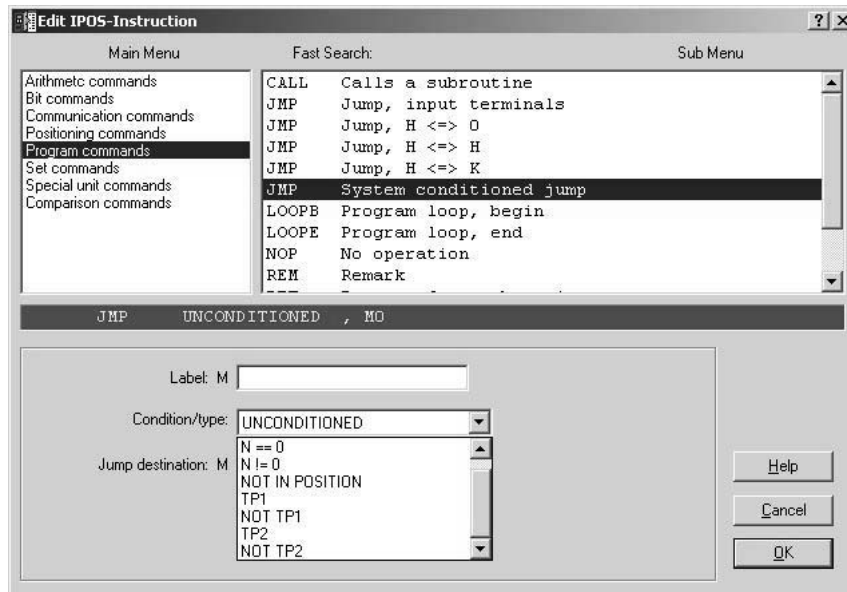 Edit IPOS-Instruction
Main Menu Fast Search: Sub Menu
Arithmetc commands
Bit commands
Communication commands
Positioning commands
Program commands
Set commands
Special unit commands
Comparison commands
CALL Calls a subroutine
JMP Jump, input terminals
JMP Jump, H <=> 0
JMP Jump, H <=> H
JMP Jump, H <=> K
JMP System conditioned jump
LOOPB Program loop, begin
LOOPE Program loop, end
NOP No operation
REM Remark
JMP UNCONDITIONED , M0
Label: M
Condition/type: UNCONDITIONED
N == 0
Jump destination: M N != 0
NOT IN POSITION
TP1
NOT TP1
TP2
NOT TP2
Help
Cancel
OK